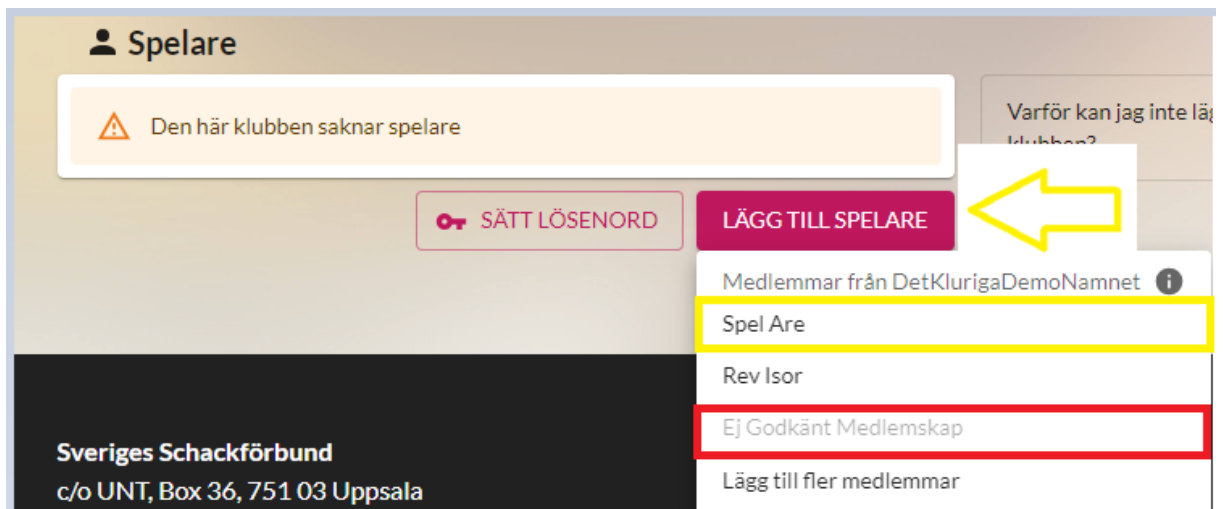 Spelare
Den här klubben saknar spelare
Varför kan jag inte
klubben?
SÄTT LÖSENORD
LÄGG TILL SPELARE
Medlemmar från DetKlurigaDemoNamnet
Spel Are
Rev Isor
Ej Godkänt Medlemskap
Lägg till fler medlemmar
Sveriges Schackförbund
c/o UNT, Box 36, 751 03 Uppsala